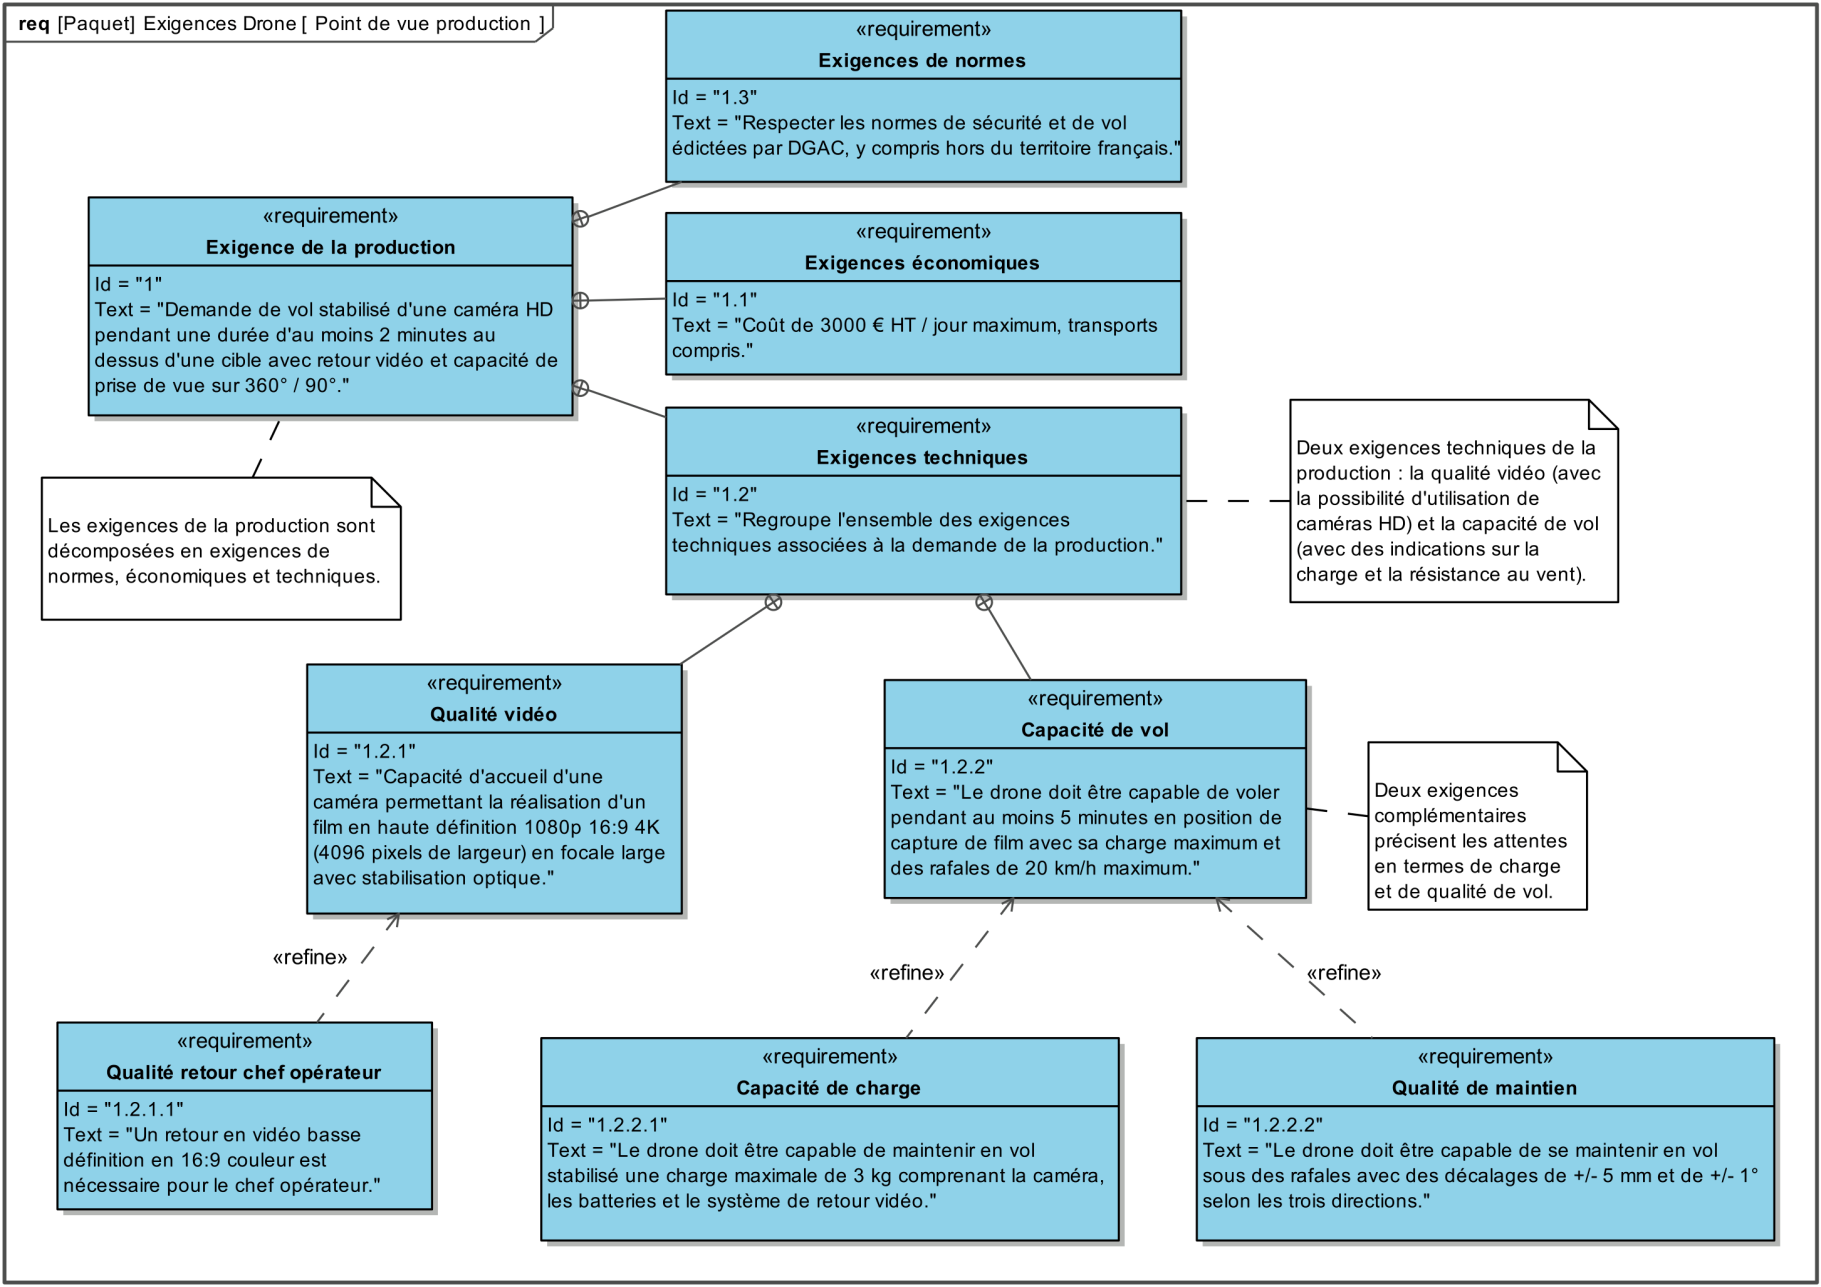 req [Paquet] Exigences Drone [ Point de vue production ]
«requirement»
Exigences de normes
Id = "1.3"
Text = "Respecter les normes de sécurité et de vol
édictées par DGAC, y compris hors du territoire français."
«requirement»
Exigence de la production
Id = "1"
Text = "Demande de vol stabilisé d'une caméra HD
pendant une durée d'au moins 2 minutes au
dessus d'une cible avec retour vidéo et capacité de
prise de vue sur 360° / 90°."
«requirement»
Exigences économiques
Id = "1.1"
Text = "Coût de 3000 € HT / jour maximum, transports
compris."
«requirement»
Exigences techniques
Id = "1.2"
Text = "Regroupe l'ensemble des exigences
techniques associées à la demande de la production."
Deux exigences techniques de la
production : la qualité vidéo (avec
la possibilité d'utilisation de
caméras HD) et la capacité de vol
(avec des indications sur la
charge et la résistance au vent).
Les exigences de la production sont
décomposées en exigences de
normes, économiques et techniques.
«requirement»
Qualité vidéo
Id = "1.2.1"
Text = "Capacité d'accueil d'une
caméra permettant la réalisation d'un
film en haute définition 1080p 16:9 4K
(4096 pixels de largeur) en focale large
avec stabilisation optique."
«requirement»
Capacité de vol
Id = "1.2.2"
Text = "Le drone doit être capable de voler
pendant au moins 5 minutes en position de
capture de film avec sa charge maximum et
des rafales de 20 km/h maximum."
Deux exigences
complémentaires
précisent les attentes
en termes de charge
et de qualité de vol.
«refine»
«refine»
«refine»
«requirement»
Qualité retour chef opérateur
Id = "1.2.1.1"
Text = "Un retour en vidéo basse
définition en 16:9 couleur est
nécessaire pour le chef opérateur."
«requirement»
Capacité de charge
Id = "1.2.2.1"
Text = "Le drone doit être capable de maintenir en vol
stabilisé une charge maximale de 3 kg comprenant la caméra,
les batteries et le système de retour vidéo."
«requirement»
Qualité de maintien
Id = "1.2.2.2"
Text = "Le drone doit être capable de se maintenir en vol
sous des rafales avec des décalages de +/- 5 mm et de +/- 1°
selon les trois directions."